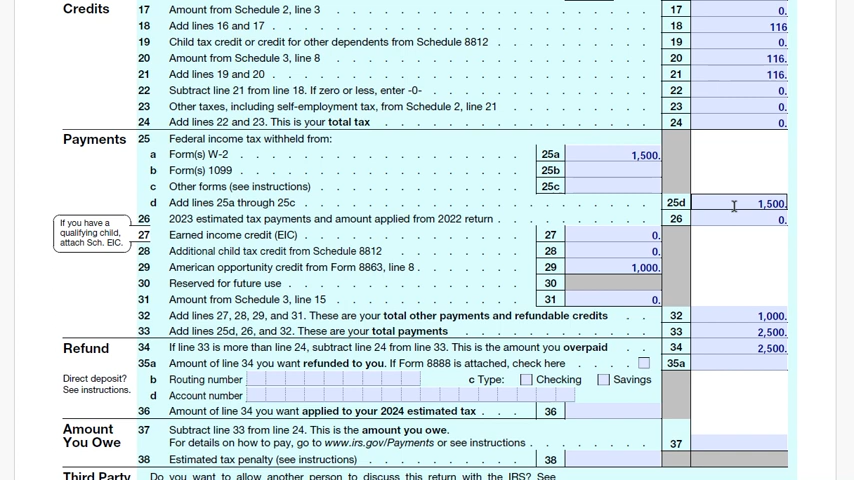 Credits 17 Amount from Schedule 2, line 3 . . . . . . . . . . . . . . . . . . . . 17 0.
18 Add lines 16 and 17 . . . . . . . . . . . . . . . . . . . . . . . . 18 116
19 Child tax credit or credit for other dependents from Schedule 8812 . . . . . . . . . . 19 0.
20 Amount from Schedule 3, line 8 . . . . . . . . . . . . . . . . . . . . 20 116.
21 Add lines 19 and 20 . . . . . . . . . . . . . . . . . . . . . . . . 21 116.
22 Subtract line 21 from line 18. If zero or less, enter -0- . . . . . . . . . . . . . . 22 0.
23 Other taxes, including self-employment tax, from Schedule 2, line 21 . . . . . . . . . 23 0.
24 Add lines 22 and 23. This is your total tax . . . . . . . . . . . . . . . . . 24 0.
Payments 25 Federal income tax withheld from:
a Form(s) W-2 . . . . . . . . . . . . . . . . . . 25a 1,500.
b Form(s) 1099 . . . . . . . . . . . . . . . . . . 25b
c Other forms (see instructions) . . . . . . . . . . . . . 25c
d Add lines 25a through 25c . . . . . . . . . . . . . . . . . . . . . . 25d 1,500.
26 2023 estimated tax payments and amount applied from 2022 return . . . . . . . . . . 26 0.
If you have a
qualifying child,
attach Sch. EIC.
27 Earned income credit (EIC) . . . . . . . . . . . . . . 27 0.
28 Additional child tax credit from Schedule 8812 . . . . . . . . 28 0.
29 American opportunity credit from Form 8863, line 8 . . . . . . . 29 1,000.
30 Reserved for future use . . . . . . . . . . . . . . . 30
31 Amount from Schedule 3, line 15 . . . . . . . . . . . . 31 0.
32 Add lines 27, 28, 29, and 31. These are your total other payments and refundable credits . . 32 1,000.
33 Add lines 25d, 26, and 32. These are your total payments . . . . . . . . . . . . 33 2,500.
Refund 34 If line 33 is more than line 24, subtract line 24 from line 33. This is the amount you overpaid . . 34 2,500.
35a Amount of line 34 you want refunded to you. If Form 8888 is attached, check here . . . . 35a
Direct deposit?
See instructions.
b Routing number c Type: Checking Savings
d Account number
36 Amount of line 34 you want applied to your 2024 estimated tax . . . 36
Amount
You Owe
37 Subtract line 33 from line 24. This is the amount you owe.
For details on how to pay, go to www.irs.gov/Payments or see instructions . . . . . . . . 37
38 Estimated tax penalty (see instructions) . . . . . . . . . . 38
Third Party Do you want to allow another person to discuss this return with the IRS? See